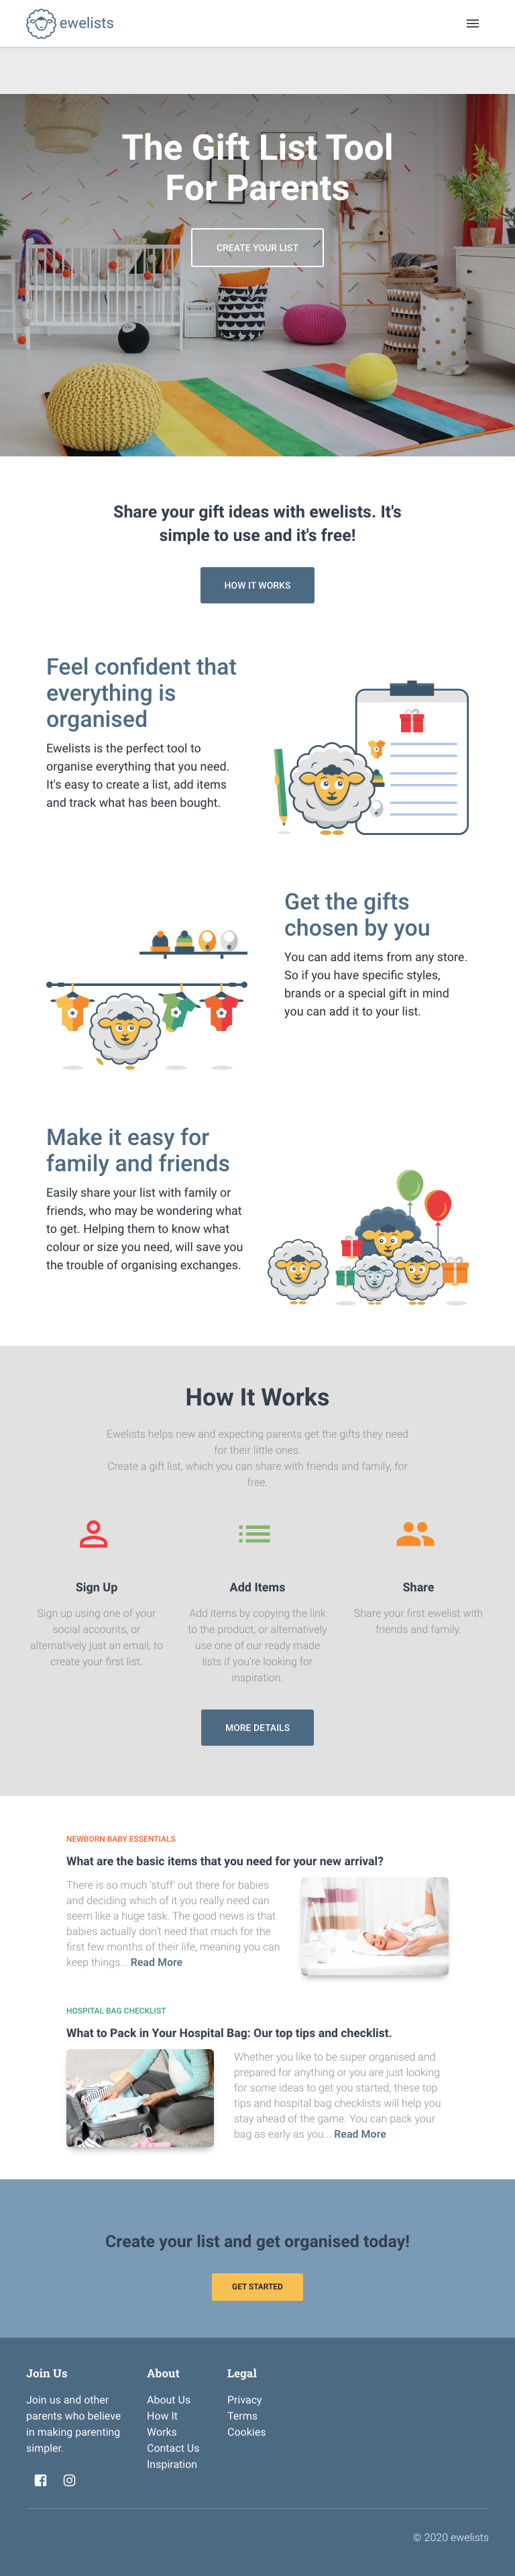 ewelists
The Gift List Tool
For Parents
CREATE YOUR LIST
Share your gift ideas with ewelists. It's
simple to use and it's free!
HOW IT WORKS
Feel confident that
everything is
organised
Ewelists is the perfect tool to
organise everything that you need.
It's easy to create a list, add items
and track what has been bought.
Get the gifts
chosen by you
You can add items from any store.
So if you have specific styles,
brands or a special gift in mind
you can add it to your list.
Make it easy for
family and friends
Easily share your list with family or
friends, who may be wondering what
to get. Helping them to know what
colour or size you need, will save you
the trouble of organising exchanges.
How It Works
Ewelists helps new and expecting parents get the gifts they need
for their little ones.
Create a gift list, which you can share with friends and family, for
free.
Sign Up
Sign up using one of your
social accounts, or
alternatively just an email, to
create your first list.
Add Items
Add items by copying the link
to the product, or alternatively
use one of our ready made
lists if you're looking for
inspiration.
Share
Share your first ewelist with
friends and family.
MORE DETAILS
NEWBORN BABY ESSENTIALS
What are the basic items that you need for your new arrival?
There is so much 'stuff' out there for babies
and deciding which of it you really need can
seem like a huge task. The good news is that
babies actually don't need that much for the
first few months of their life, meaning you can
keep things... Read More
HOSPITAL BAG CHECKLIST
What to Pack in Your Hospital Bag: Our top tips and checklist.
Whether you like to be super organised and
prepared for anything or you are just looking
for some ideas to get you started, these top
tips and hospital bag checklists will help you
stay ahead of the game. You can pack your
bag as early as you... Read More
Create your list and get organised today!
GET STARTED
Join Us
Join us and other
parents who believe
in making parenting
simpler.
About
About Us
How It
Works
Contact Us
Inspiration
Legal
Privacy
Terms
Cookies
© 2020 ewelists